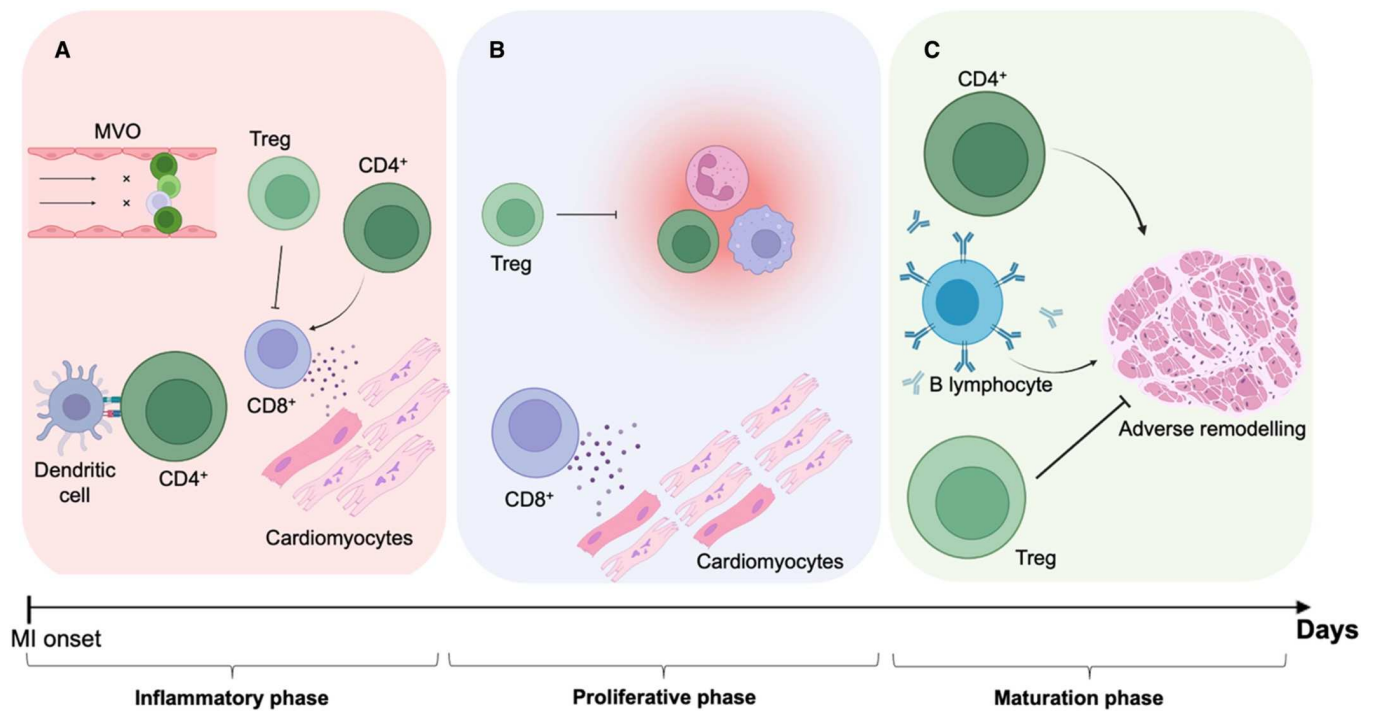 A
MVO
Treg
CD4⁺
CD8⁺
Dendritic
cell
CD4⁺
Cardiomyocytes
B
Treg
CD8⁺
Cardiomyocytes
C
CD4⁺
B lymphocyte
Adverse remodelling
Treg
MI onset
Days
Inflammatory phase
Proliferative phase
Maturation phase